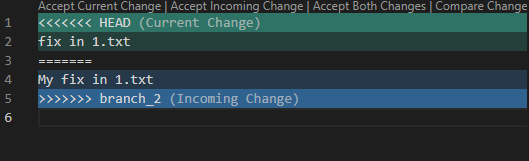 Accept Current Change | Accept Incoming Change | Accept Both Changes | Compare Change
1 <<<<<<< HEAD (Current Change)
2 fix in 1.txt
3 =======
4 My fix in 1.txt
5 >>>>>>> branch_2 (Incoming Change)
6